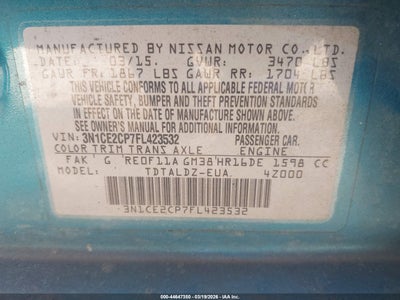 MANUFACTURED BY NISSAN MOTOR CO., LTD.
DATE 03/15. GVWR: 3470 LBS
GAWR FR 1867 LBS GAWR RR: 1704 LBS
THIS VEHICLE CONFORMS TO ALL APPLICABLE FEDERAL MOTOR
VEHICLE SAFETY, BUMPER AND THEFT PREVENTION STANDARDS
IN EFFECT ON THE DATE OF MANUFACTURE SHOWN ABOVE.
SEE OWNER'S MANUAL FOR ADDITIONAL INFORMATION.
VIN: 3N1CE2CP7FL423532 PASSENGER CAR.
COLOR TRIM TRANS AXLE ENGINE
FAK G RE0F11A GM38 HR16DE 1598 CC
MODEL: TDTALDZ-EUA. 4Z000
3N1CE2CP7FL423532
000-44647360 - 03/19/2026 - IAA, Inc.